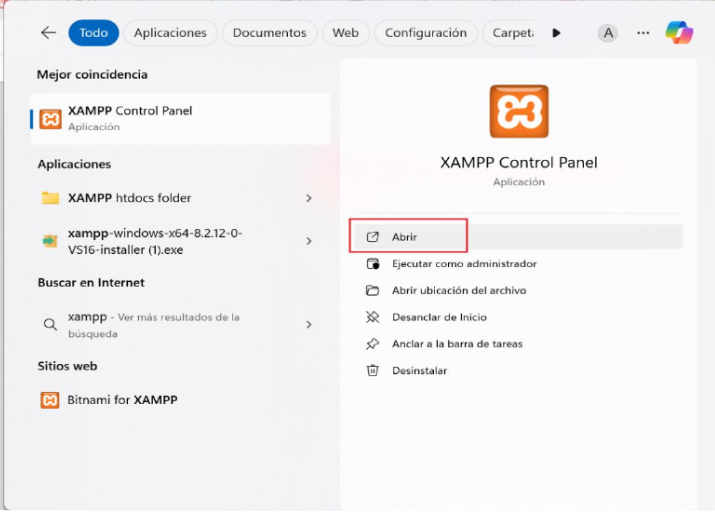 Todo
Aplicaciones
Documentos
Web
Configuración
A
Mejor coincidencia
XAMPP Control Panel
Aplicación
Aplicaciones
XAMPP htdocs folder
xampp-windows-x64-8.2.12-0-
VS16-installer (1).exe
Buscar en Internet
xampp - Ver más resultados de la
búsqueda
Sitios web
Bitnami for XAMPP
XAMPP Control Panel
Aplicación
Abrir
Ejecutar como administrador
Abrir ubicación del archivo
Desanclar de Inicio
Anclar a la barra de tareas
Desinstalar